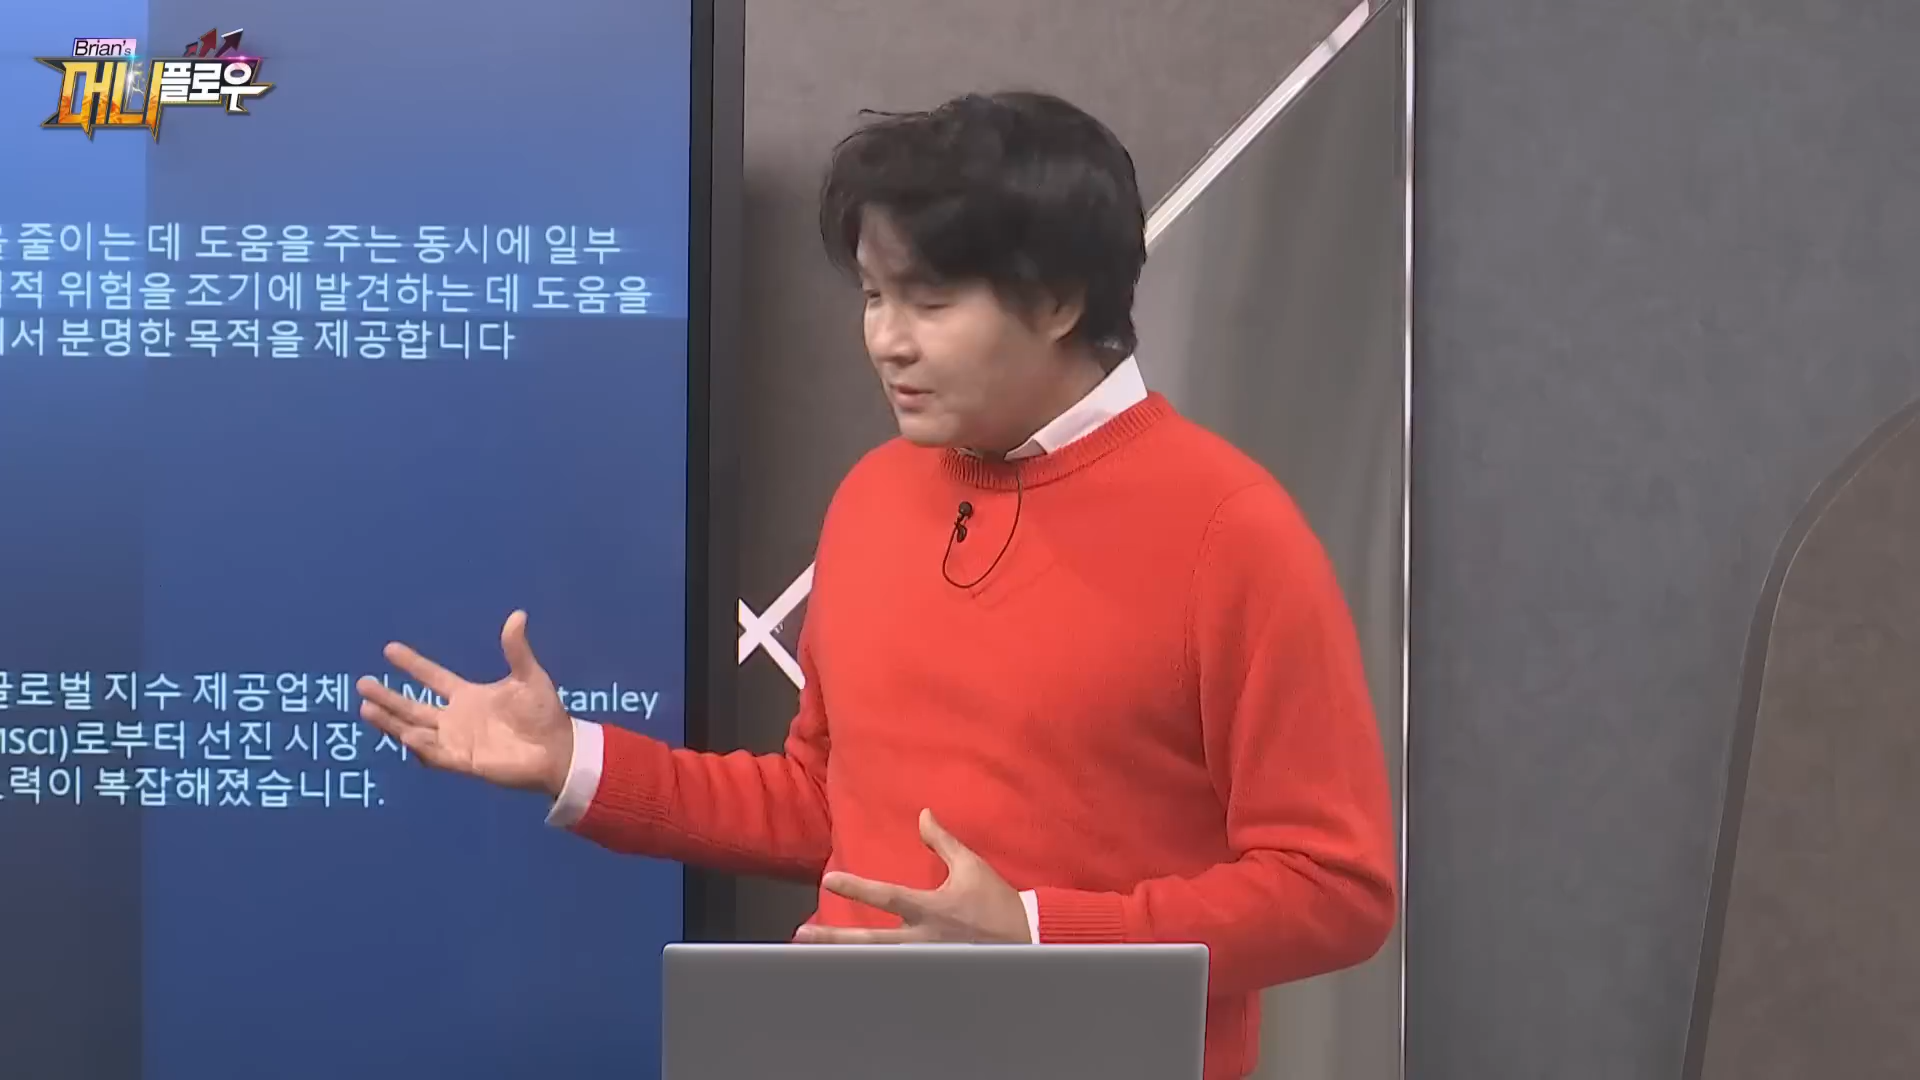 Brian's
머니플로우
줄이는 데 도움을 주는 동시에 일부
적 위험을 조기에 발견하는 데 도움을
서 분명한 목적을 제공합니다
글로벌 지수 제공업체 tanley
MSCI)로부터 선진 시장
력이 복잡해졌습니다.